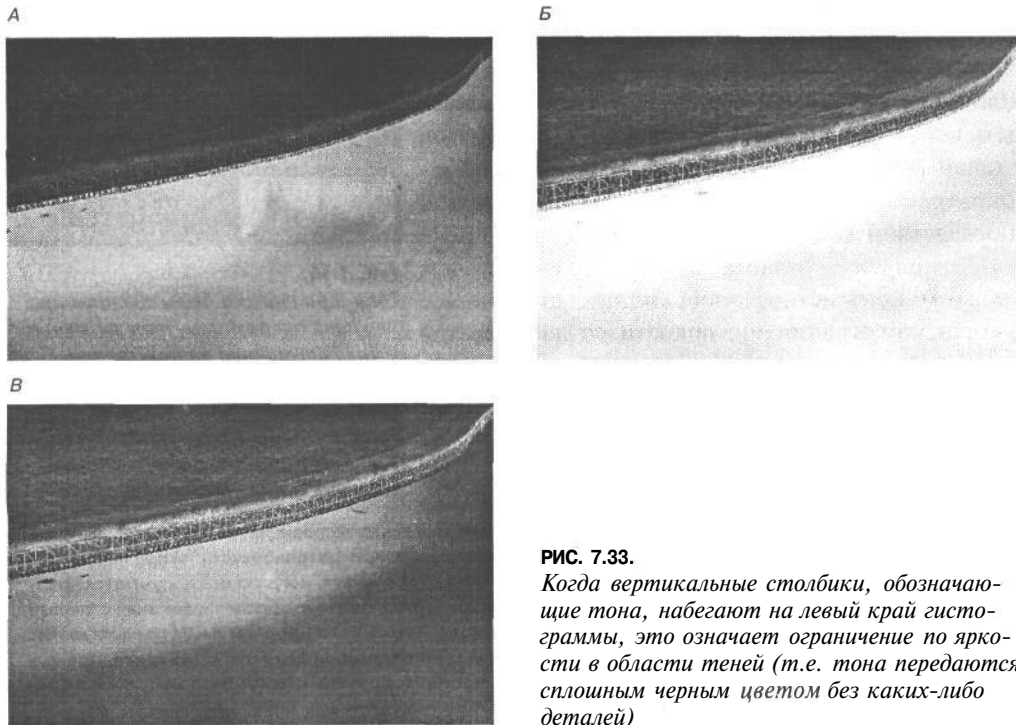 А
Б
В
РИС. 7.33.
Когда вертикальные столбики, обозначаю-
щие тона, набегают на левый край гисто-
граммы, это означает ограничение по ярко-
сти в области теней (т.е. тона передаются
сплошным черным цветом без каких-либо
деталей)